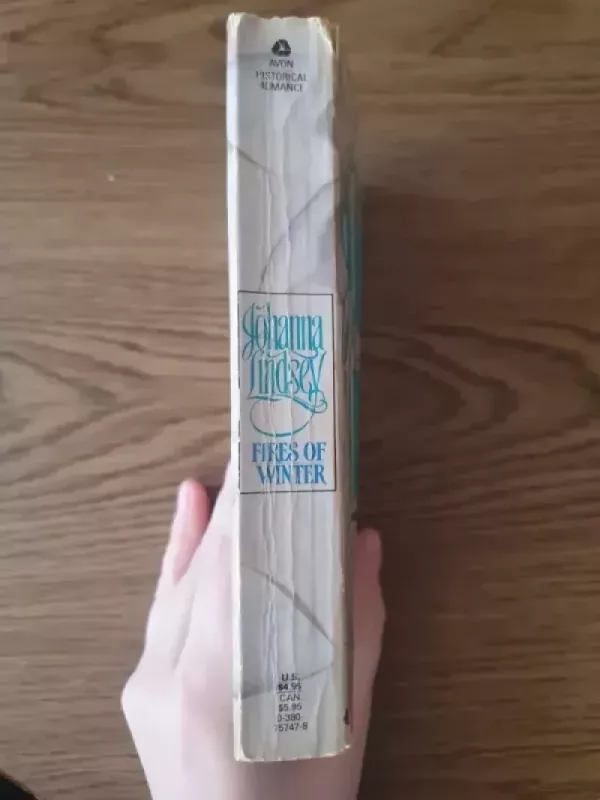 AVON
HISTORICAL
ROMANCE
Johanna
Lindsey
FIRES OF
WINTER
U.S.
$4.95
CAN.
$5.95
0-380-
75747-8